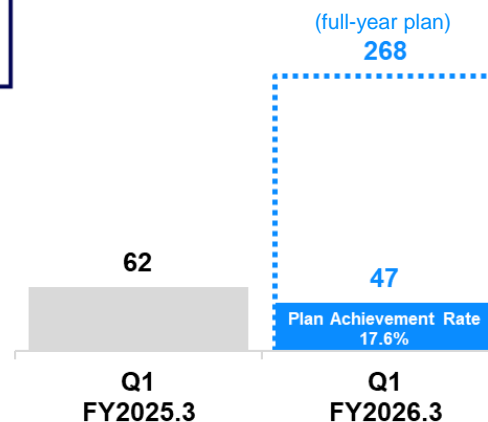 (full-year plan)
268
62
47
Plan Achievement Rate
17.6%
Q1
FY2025.3
Q1
FY2026.3